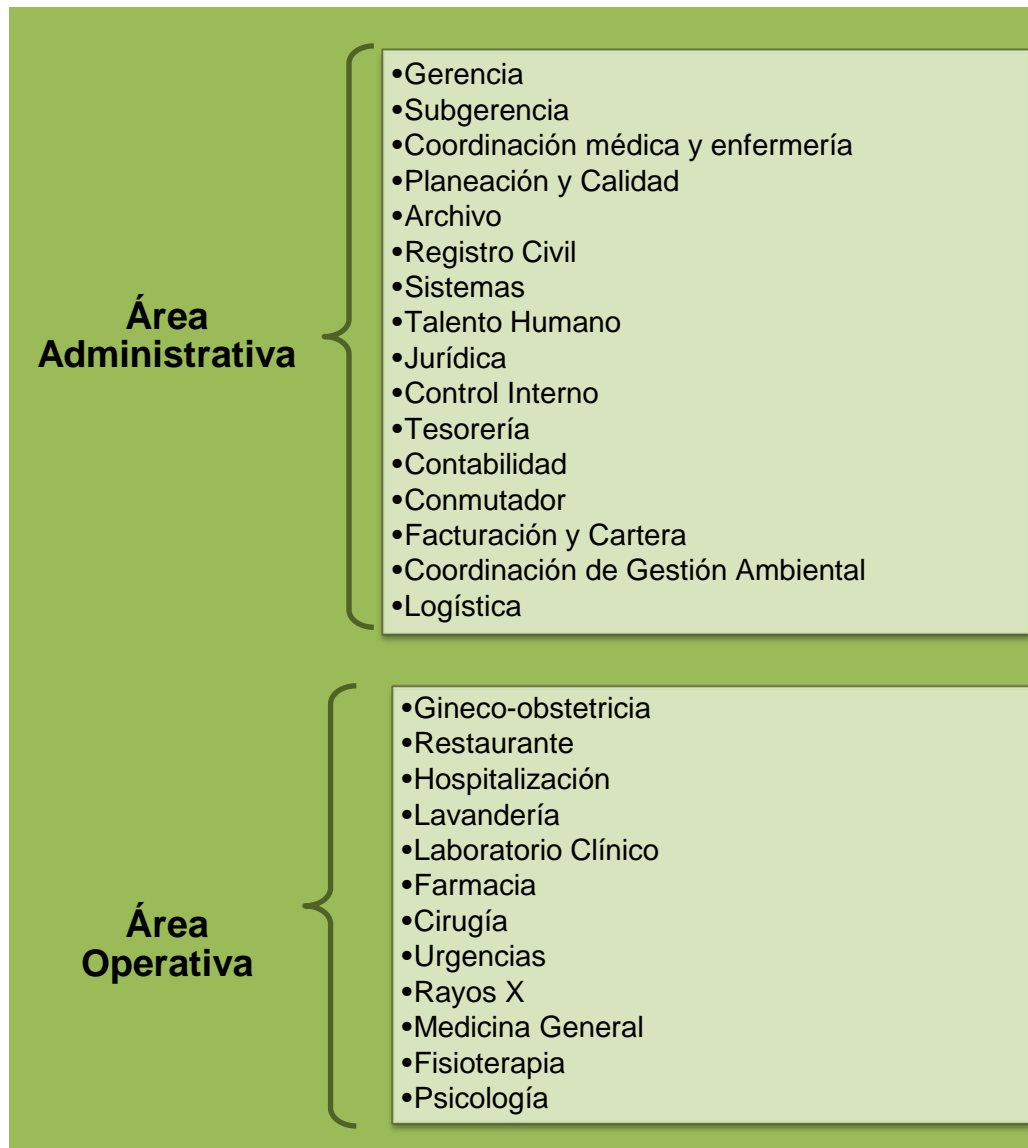 Área
Administrativa
•Gerencia
•Subgerencia
•Coordinación médica y enfermería
•Planeación y Calidad
•Archivo
•Registro Civil
•Sistemas
•Talento Humano
•Jurídica
•Control Interno
•Tesorería
•Contabilidad
•Conmutador
•Facturación y Cartera
•Coordinación de Gestión Ambiental
•Logística
Área
Operativa
•Gineco-obstetricia
•Restaurante
•Hospitalización
•Lavandería
•Laboratorio Clínico
•Farmacia
•Cirugía
•Urgencias
•Rayos X
•Medicina General
•Fisioterapia
•Psicología